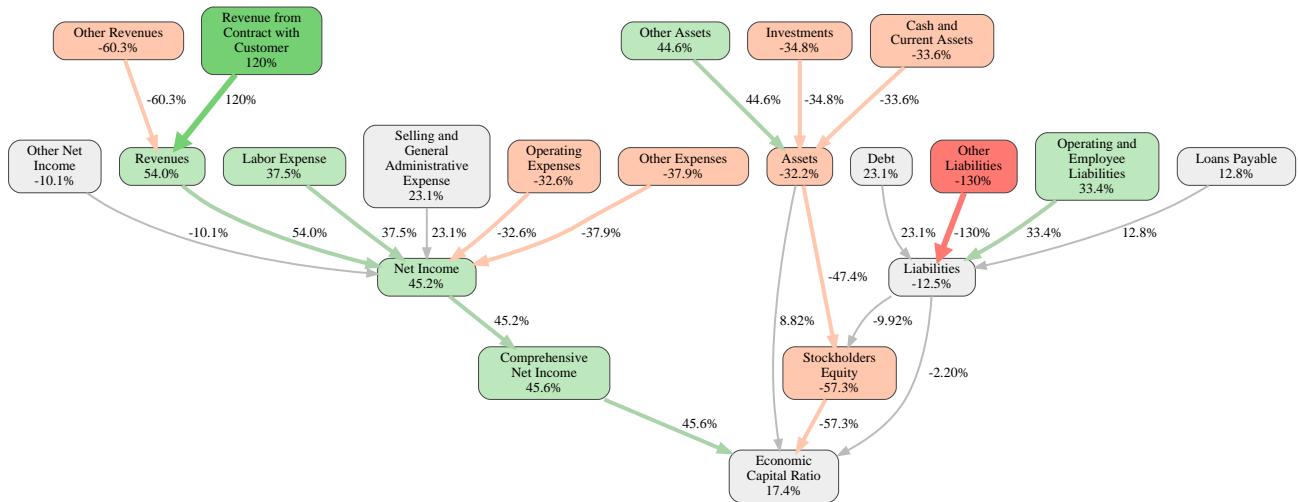 Other Revenues
-60.3%
Revenue from
Contract with
Customer
120%
Other Assets
44.6%
Investments
-34.8%
Cash and
Current Assets
-33.6%
-60.3%
120%
44.6%
-34.8%
-33.6%
Other Net
Income
-10.1%
Revenues
54.0%
Labor Expense
37.5%
Selling and
General
Administrative
Expense
23.1%
Operating
Expenses
-32.6%
Other Expenses
-37.9%
Assets
-32.2%
Debt
23.1%
Other
Liabilities
-130%
Operating and
Employee
Liabilities
33.4%
Loans Payable
12.8%
-10.1%
54.0%
37.5%
23.1%
-32.6%
-37.9%
23.1%
-130%
33.4%
12.8%
Net Income
45.2%
Liabilities
-12.5%
45.2%
8.82%
-47.4%
-9.92%
-2.20%
Comprehensive
Net Income
45.6%
Stockholders
Equity
-57.3%
45.6%
-57.3%
Economic
Capital Ratio
17.4%